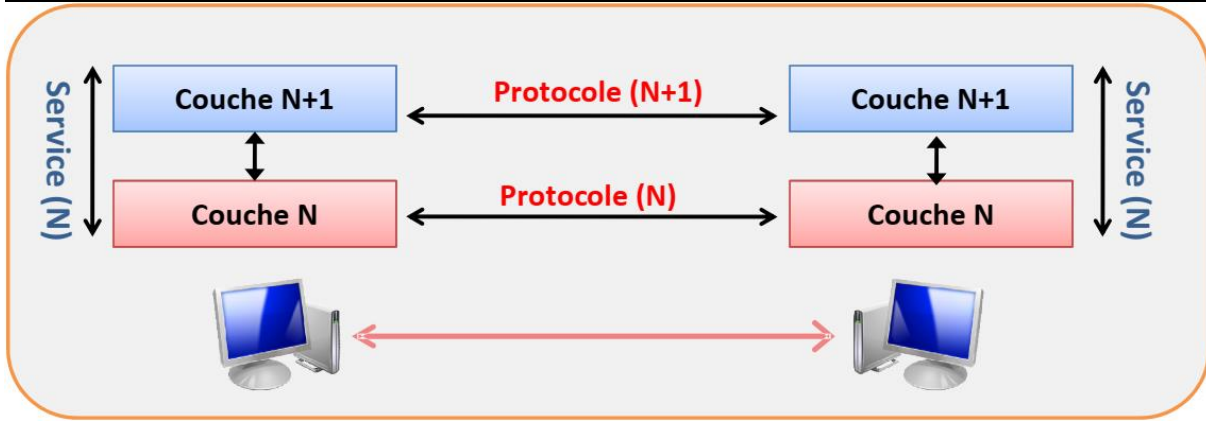 Service (N)
Couche N+1
Protocole (N+1)
Couche N+1
Service (N)
Couche N
Protocole (N)
Couche N